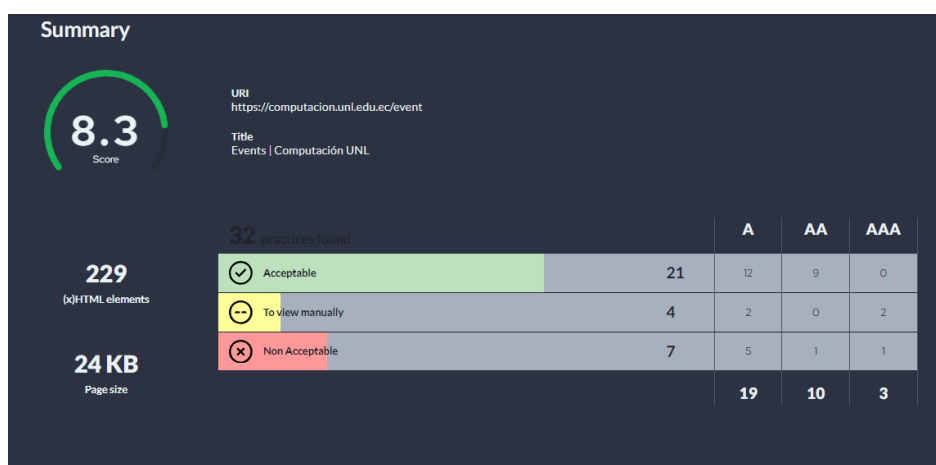 Summary
8.3
Score
URI
https://computacion.unl.edu.ec/event
Title
Events | Computación UNL
229
(x)HTML elements
24 KB
Page size
32 practices found A AA AAA
Acceptable 21 12 9 0
To view manually 4 2 0 2
Non Acceptable 7 5 1 1
19 10 3